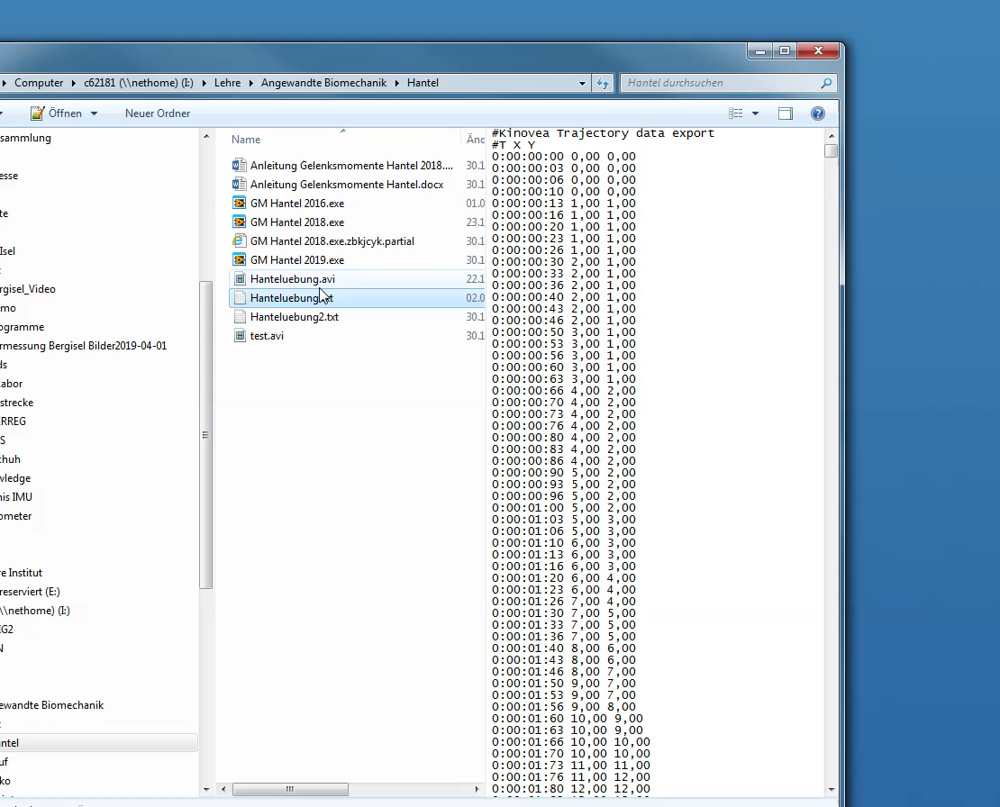 Computer ▸ c62181 (\\nethome) (I:) ▸ Lehre ▸ Angewandte Biomechanik ▸ Hantel
Hantel durchsuchen
Öffnen
Neuer Ordner
sammlung
esse
te
Isel
:
rgisel_Video
mo
ogramme
rmessung Bergisel Bilder2019-04-01
ds
abor
strecke
RREG
S
huh
wledge
nis IMU
ometer
re Institut
reserviert (E:)
\\nethome) (I:)
IG2
N
ewandte Biomechanik
:
ntel
uf
ko
Name
Änd
Anleitung Gelenksmomente Hantel 2018....
30.1
Anleitung Gelenksmomente Hantel.docx
30.1
GM Hantel 2016.exe
01.0
GM Hantel 2018.exe
23.1
GM Hantel 2018.exe.zbkjcyk.partial
30.1
GM Hantel 2019.exe
30.1
Hanteluebung.avi
22.1
Hanteluebung.txt
02.0
Hanteluebung2.txt
30.1
test.avi
30.1
#Kinovea Trajectory data export
#T X Y
0:00:00:00 0,00 0,00
0:00:00:03 0,00 0,00
0:00:00:06 0,00 0,00
0:00:00:10 0,00 0,00
0:00:00:13 1,00 1,00
0:00:00:16 1,00 1,00
0:00:00:20 1,00 1,00
0:00:00:23 1,00 1,00
0:00:00:26 1,00 1,00
0:00:00:30 2,00 1,00
0:00:00:33 2,00 1,00
0:00:00:36 2,00 1,00
0:00:00:40 2,00 1,00
0:00:00:43 2,00 1,00
0:00:00:46 2,00 1,00
0:00:00:50 3,00 1,00
0:00:00:53 3,00 1,00
0:00:00:56 3,00 1,00
0:00:00:60 3,00 1,00
0:00:00:63 3,00 1,00
0:00:00:66 4,00 2,00
0:00:00:70 4,00 2,00
0:00:00:73 4,00 2,00
0:00:00:76 4,00 2,00
0:00:00:80 4,00 2,00
0:00:00:83 4,00 2,00
0:00:00:86 4,00 2,00
0:00:00:90 5,00 2,00
0:00:00:93 5,00 2,00
0:00:00:96 5,00 2,00
0:00:01:00 5,00 2,00
0:00:01:03 5,00 3,00
0:00:01:06 5,00 3,00
0:00:01:10 6,00 3,00
0:00:01:13 6,00 3,00
0:00:01:16 6,00 3,00
0:00:01:20 6,00 4,00
0:00:01:23 6,00 4,00
0:00:01:26 7,00 4,00
0:00:01:30 7,00 5,00
0:00:01:33 7,00 5,00
0:00:01:36 7,00 5,00
0:00:01:40 8,00 6,00
0:00:01:43 8,00 6,00
0:00:01:46 8,00 7,00
0:00:01:50 9,00 7,00
0:00:01:53 9,00 7,00
0:00:01:56 9,00 8,00
0:00:01:60 10,00 9,00
0:00:01:63 10,00 9,00
0:00:01:66 10,00 10,00
0:00:01:70 10,00 10,00
0:00:01:73 11,00 11,00
0:00:01:76 11,00 12,00
0:00:01:80 12,00 12,00